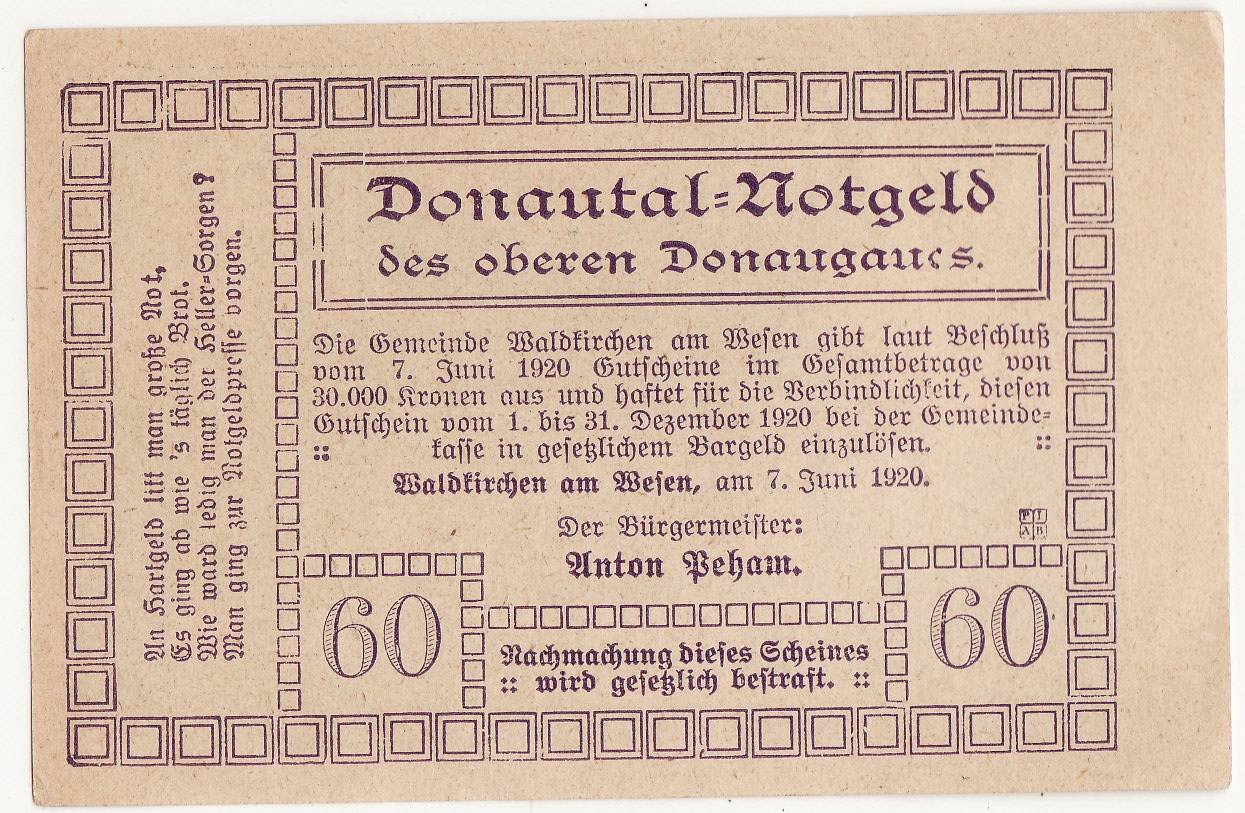 Donautal-Notgeld
des oberen Donaugaues.
An Hartgeld litt man große Not,
Es ging ab wie 's täglich Brot.
Wie ward ledig man der Heller-Sorgen?
Man ging zur Notgeldpresse vorgen.
Die Gemeinde Waldkirchen am Wesen gibt laut Beschluß
vom 7. Juni 1920 Gutscheine im Gesamtbetrage von
30.000 Kronen aus und haftet für die Verbindlichkeit, diesen
Gutschein vom 1. bis 31. Dezember 1920 bei der Gemeinde-
:: kasse in gesetzlichem Bargeld einzulösen. ::
Waldkirchen am Wesen, am 7. Juni 1920.
Der Bürgermeister:
Anton Peham.
60
60
Nachmachung dieses Scheines
:: wird gesetzlich bestraft. ::